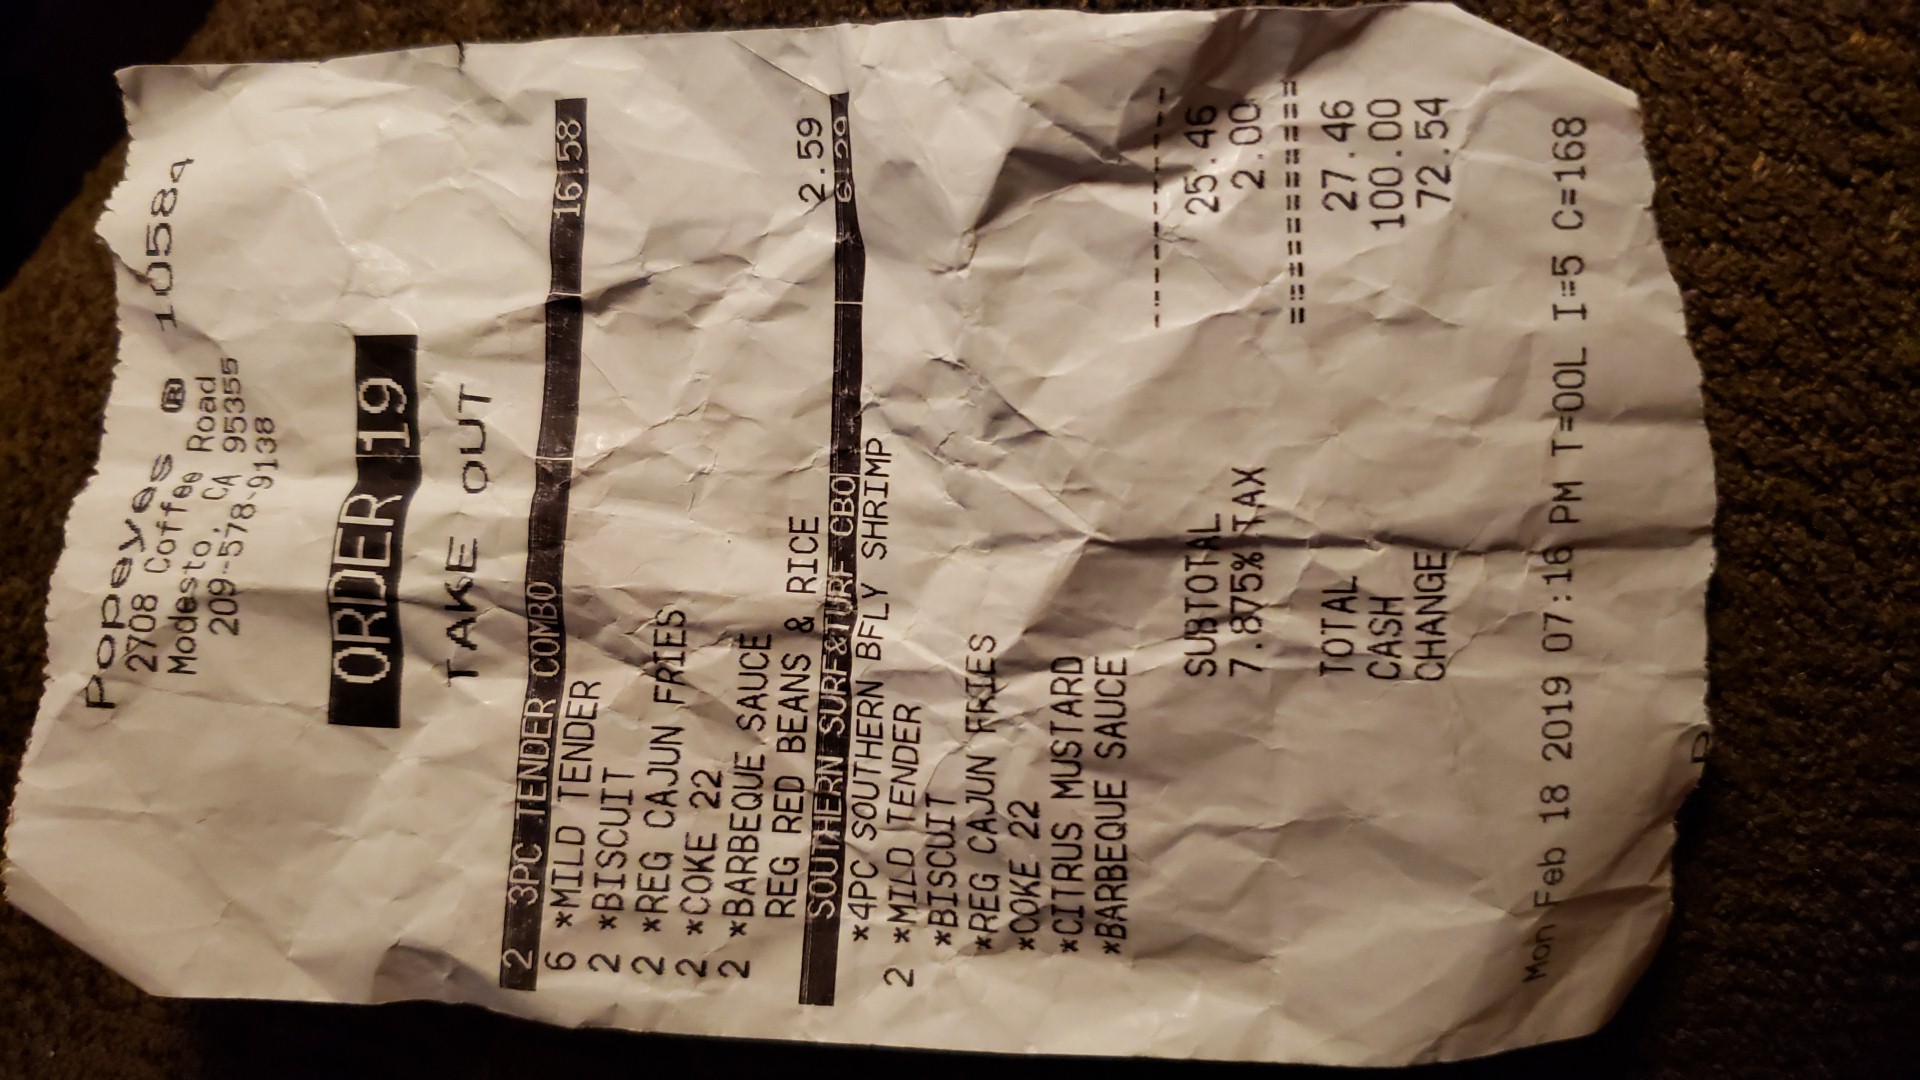 Popeyes ® 10584
2708 Coffee Road
Modesto, CA 95355
209-578-9138
ORDER 19
TAKE OUT
2 3PC TENDER COMBO 16.58
6 *MILD TENDER
2 *BISCUIT
2 *REG CAJUN FRIES
2 *COKE 22
2 *BARBEQUE SAUCE
REG RED BEANS & RICE 2.59
SOUTHERN SURF&TURF CBO 6.29
*4PC SOUTHERN BFLY SHRIMP
2 *MILD TENDER
*BISCUIT
*REG CAJUN FRIES
*COKE 22
*CITRUS MUSTARD
*BARBEQUE SAUCE
SUBTOTAL 25.46
7.875% TAX 2.00
TOTAL 27.46
CASH 100.00
CHANGE 72.54
Mon Feb 18 2019 07:16 PM T=OOL I=5 C=168